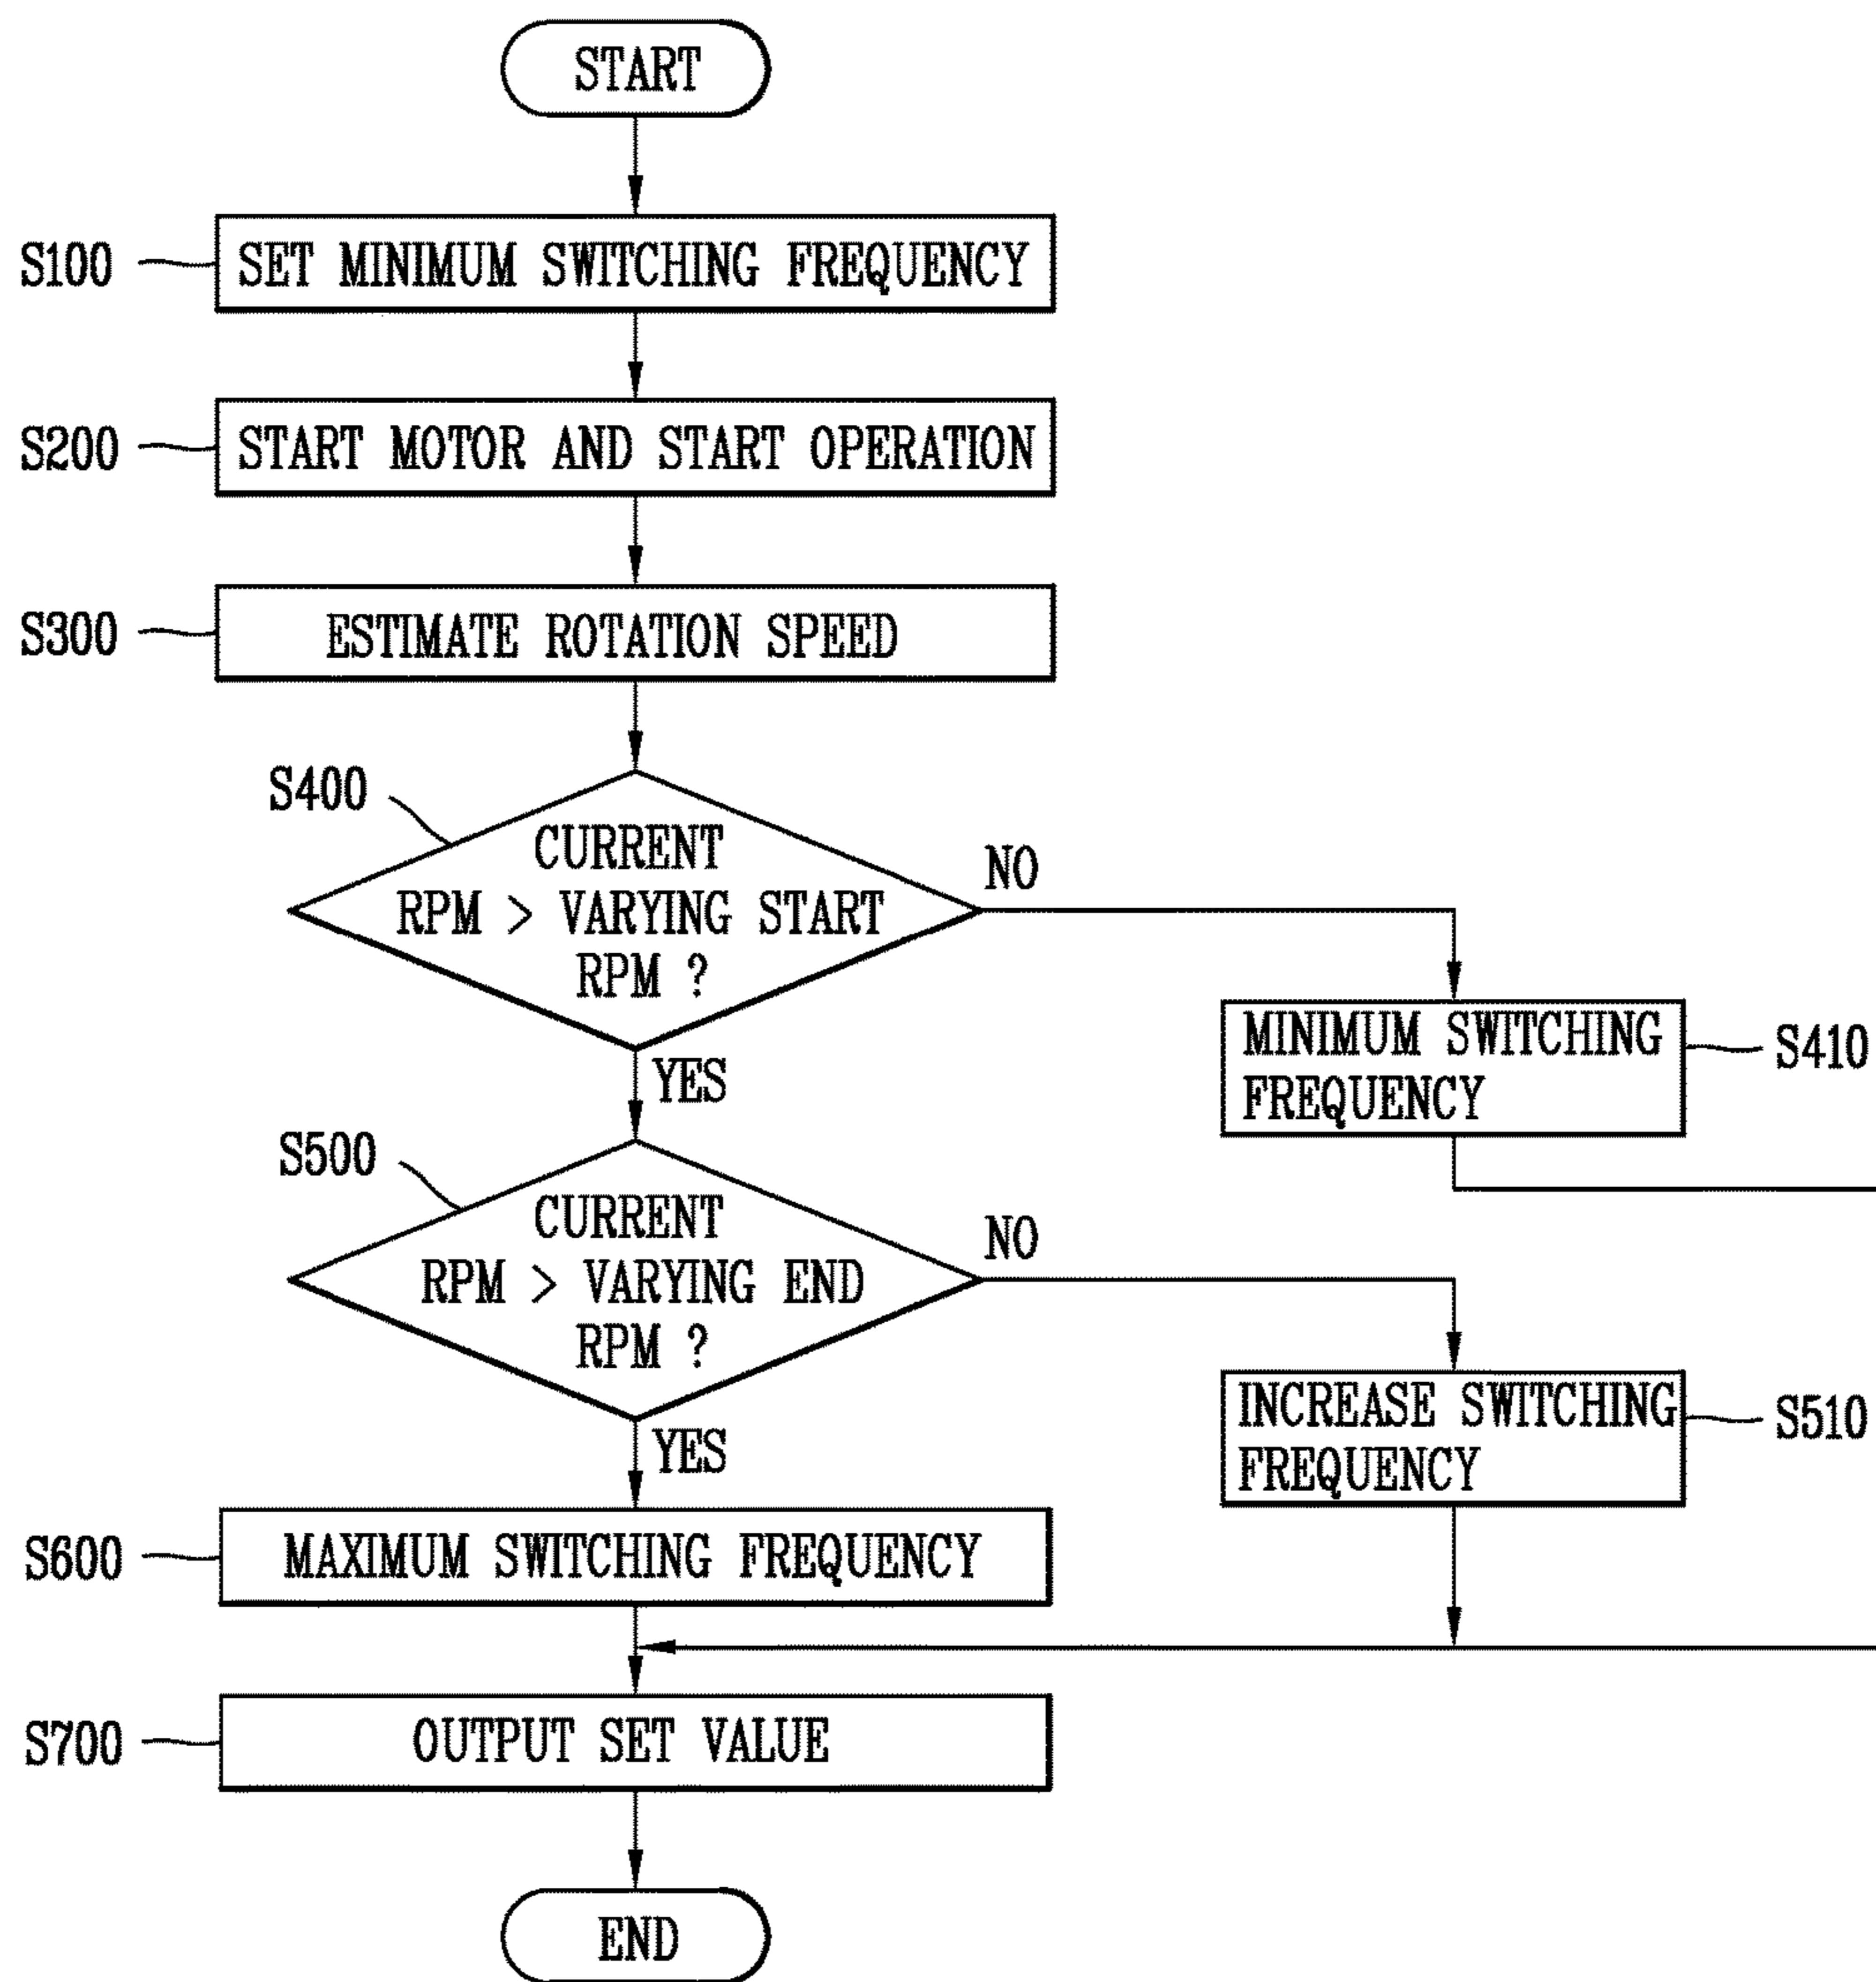 START
S100
SET MINIMUM SWITCHING FREQUENCY
S200
START MOTOR AND START OPERATION
S300
ESTIMATE ROTATION SPEED
S400
CURRENT
RPM > VARYING START
RPM ?
NO
YES
MINIMUM SWITCHING
FREQUENCY
S410
S500
CURRENT
RPM > VARYING END
RPM ?
NO
YES
INCREASE SWITCHING
FREQUENCY
S510
S600
MAXIMUM SWITCHING FREQUENCY
S700
OUTPUT SET VALUE
END